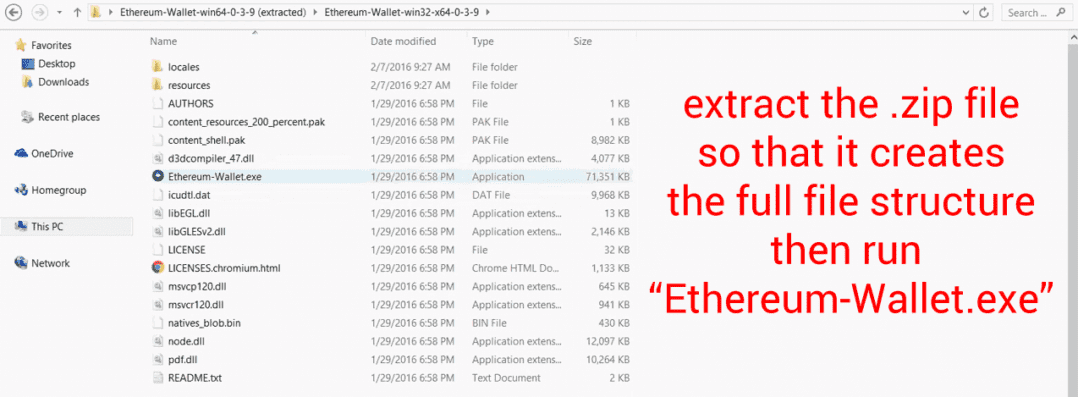 Ethereum-Wallet-win64-0-3-9 (extracted) Ethereum-Wallet-win32-x64-0-3-9 Search ...
Name Date modified Type Size
Favorites
Desktop
Downloads
Recent places
OneDrive
Homegroup
This PC
Network
locales 2/7/2016 9:27 AM File folder
resources 2/7/2016 9:27 AM File folder
AUTHORS 1/29/2016 6:58 PM File 1 KB
content_resources_200_percent.pak 1/29/2016 6:58 PM PAK File 1 KB
content_shell.pak 1/29/2016 6:58 PM PAK File 8,982 KB
d3dcompiler_47.dll 1/29/2016 6:58 PM Application extens... 4,077 KB
Ethereum-Wallet.exe 1/29/2016 6:58 PM Application 71,351 KB
icudtl.dat 1/29/2016 6:58 PM DAT File 9,968 KB
libEGL.dll 1/29/2016 6:58 PM Application extens... 13 KB
libGLESv2.dll 1/29/2016 6:58 PM Application extens... 2,146 KB
LICENSE 1/29/2016 6:58 PM File 32 KB
LICENSES.chromium.html 1/29/2016 6:58 PM Chrome HTML Do... 1,133 KB
msvcp120.dll 1/29/2016 6:58 PM Application extens... 645 KB
msvcr120.dll 1/29/2016 6:58 PM Application extens... 941 KB
natives_blob.bin 1/29/2016 6:58 PM BIN File 430 KB
node.dll 1/29/2016 6:58 PM Application extens... 12,097 KB
pdf.dll 1/29/2016 6:58 PM Application extens... 10,264 KB
README.txt 1/29/2016 6:58 PM Text Document 2 KB
extract the .zip file
so that it creates
the full file structure
then run
“Ethereum-Wallet.exe”